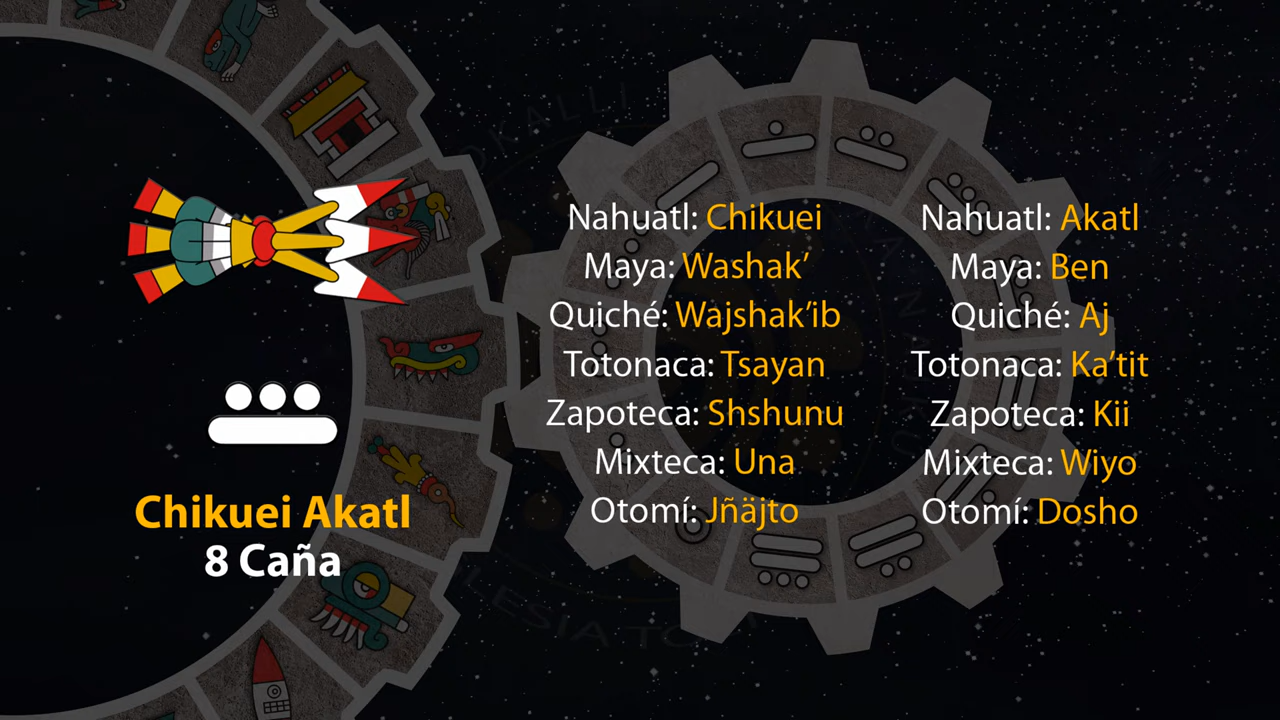 Nahuatl: Chikuei
Maya: Washak’
Quiché: Wajshak’ib
Totonaca: Tsayan
Zapoteca: Shshunu
Mixteca: Una
Otomí: Jñäjto
Nahuatl: Akatl
Maya: Ben
Quiché: Aj
Totonaca: Ka’tit
Zapoteca: Kii
Mixteca: Wiyo
Otomí: Dosho
Chikuei Akatl
8 Caña